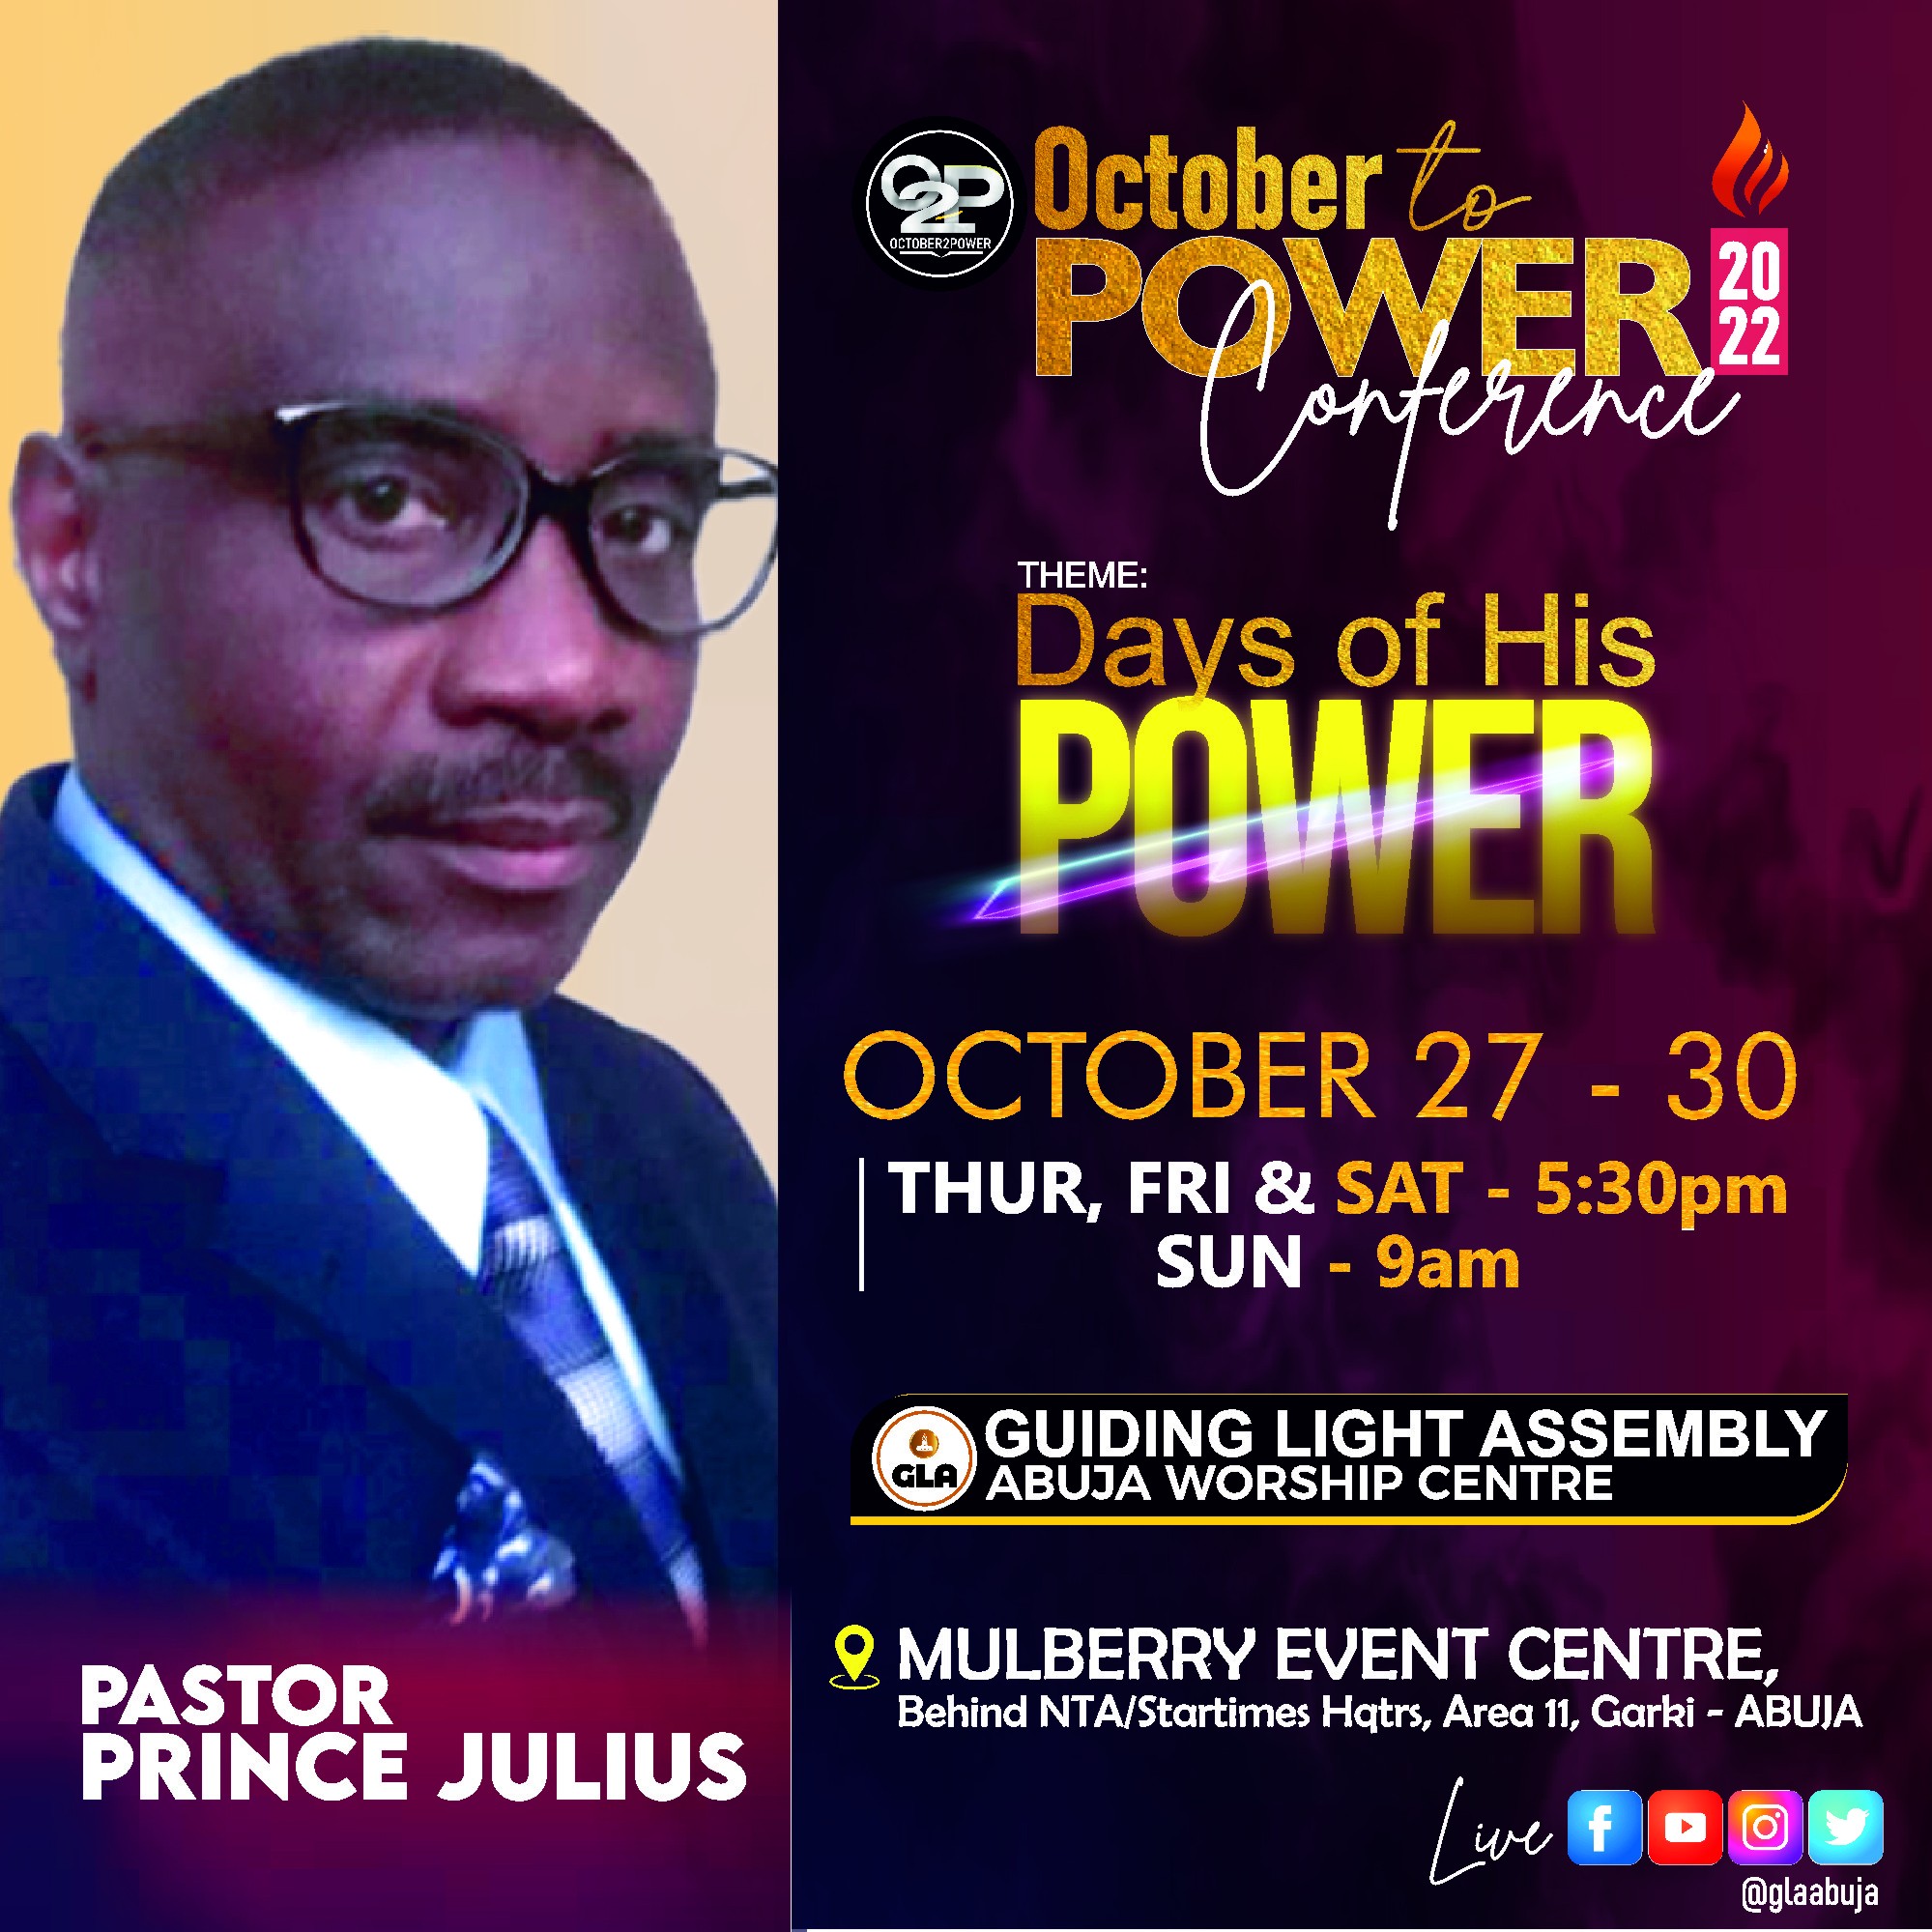 O2P
OCTOBER2POWER
October to
POWER
Conference
20
22
THEME:
Days of His
POWER
OCTOBER 27 - 30
THUR, FRI & SAT - 5:30pm
SUN - 9am
GLA
GUIDING LIGHT ASSEMBLY
ABUJA WORSHIP CENTRE
MULBERRY EVENT CENTRE,
Behind NTA/Startimes Hqtrs, Area 11, Garki - ABUJA
PASTOR
PRINCE JULIUS
Live
@glaabuja